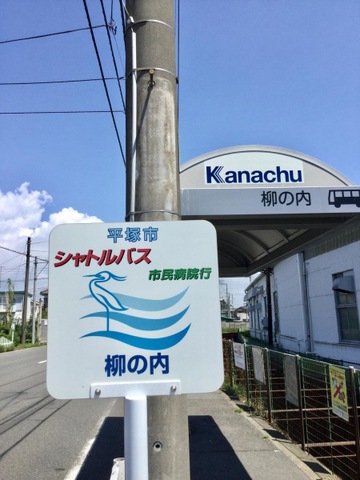 Kanachu
柳の内
平塚市
シャトルバス
市民病院行
柳の内